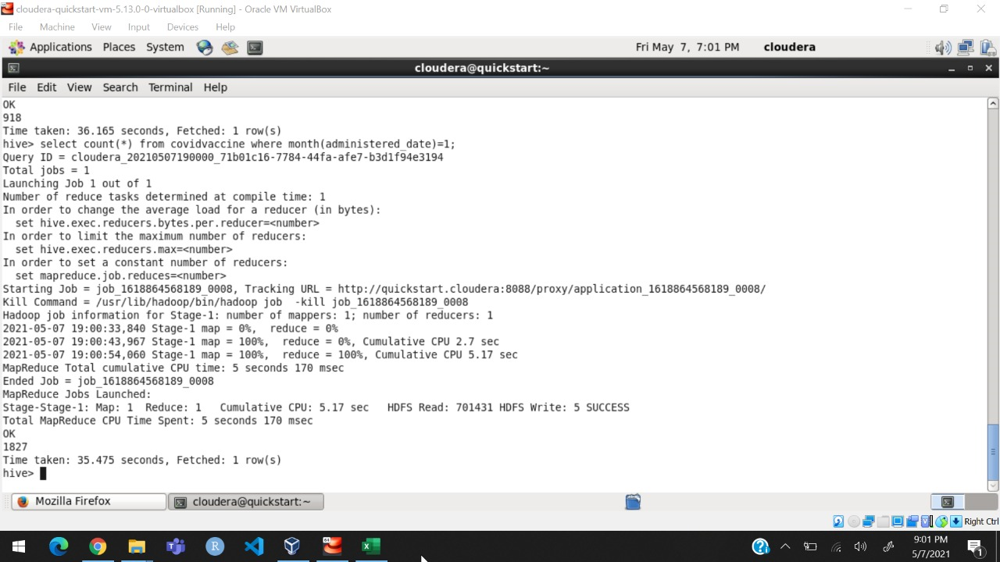 cloudera-quickstart-vm-5.13.0-0-virtualbox [Running] - Oracle VM VirtualBox
File Machine View Input Devices Help
Applications Places System Fri May 7, 7:01 PM cloudera
cloudera@quickstart:~
File Edit View Search Terminal Help
OK
918
Time taken: 36.165 seconds, Fetched: 1 row(s)
hive> select count(*) from covidvaccine where month(administered_date)=1;
Query ID = cloudera_20210507190000_71b01c16-7784-44fa-afe7-b3d1f94e3194
Total jobs = 1
Launching Job 1 out of 1
Number of reduce tasks determined at compile time: 1
In order to change the average load for a reducer (in bytes):
  set hive.exec.reducers.bytes.per.reducer=<number>
In order to limit the maximum number of reducers:
  set hive.exec.reducers.max=<number>
In order to set a constant number of reducers:
  set mapreduce.job.reduces=<number>
Starting Job = job_1618864568189_0008, Tracking URL = http://quickstart.cloudera:8088/proxy/application_1618864568189_0008/
Kill Command = /usr/lib/hadoop/bin/hadoop job  -kill job_1618864568189_0008
Hadoop job information for Stage-1: number of mappers: 1; number of reducers: 1
2021-05-07 19:00:33,840 Stage-1 map = 0%,  reduce = 0%
2021-05-07 19:00:43,967 Stage-1 map = 100%,  reduce = 0%, Cumulative CPU 2.7 sec
2021-05-07 19:00:54,060 Stage-1 map = 100%,  reduce = 100%, Cumulative CPU 5.17 sec
MapReduce Total cumulative CPU time: 5 seconds 170 msec
Ended Job = job_1618864568189_0008
MapReduce Jobs Launched:
Stage-Stage-1: Map: 1  Reduce: 1   Cumulative CPU: 5.17 sec   HDFS Read: 701431 HDFS Write: 5 SUCCESS
Total MapReduce CPU Time Spent: 5 seconds 170 msec
OK
1827
Time taken: 35.475 seconds, Fetched: 1 row(s)
hive>
Mozilla Firefox cloudera@quickstart:~
Right Ctrl
9:01 PM
5/7/2021
1